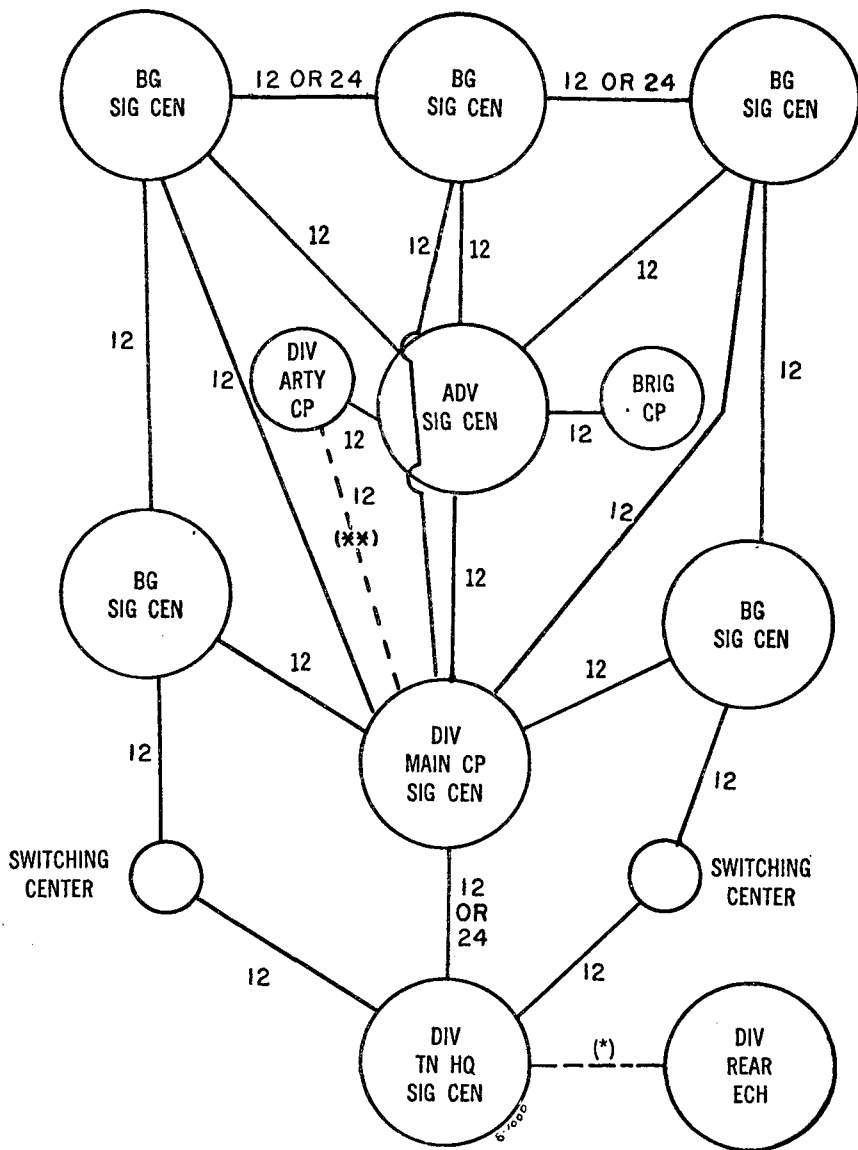 BG
SIG CEN
12 OR 24
BG
SIG CEN
12 OR 24
BG
SIG CEN
12
12
12
12
12
12
12
DIV
ARTY
CP
ADV
SIG CEN
BRIG
CP
12
12
12
(**)
12
12
BG
SIG CEN
BG
SIG CEN
12
12
DIV
MAIN CP
SIG CEN
12
12
SWITCHING
CENTER
SWITCHING
CENTER
12
OR
24
12
12
DIV
TN HQ
SIG CEN
(*)
DIV
REAR
ECH